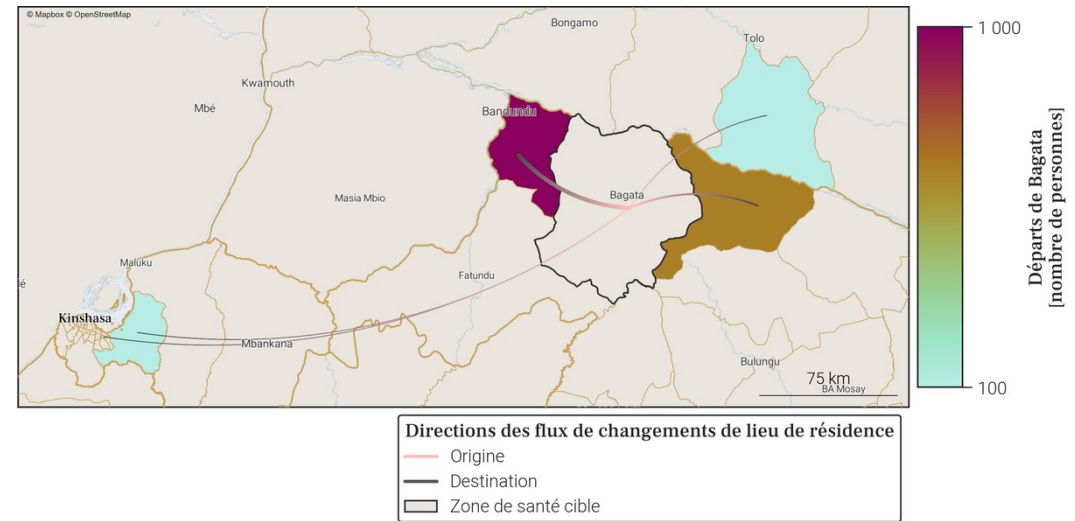 © Mapbox © OpenStreetMap
Bongamo
Tolo
Kwamouth
Mbé
Bandundu
Masia Mbio
Bagata
Maluku
Fatundu
Kinshasa
Mbankana
Bulungu
75 km
BA Mosay
1 000
100
Départs de Bagata
[nombre de personnes]
Directions des flux de changements de lieu de résidence
Origine
Destination
Zone de santé cible